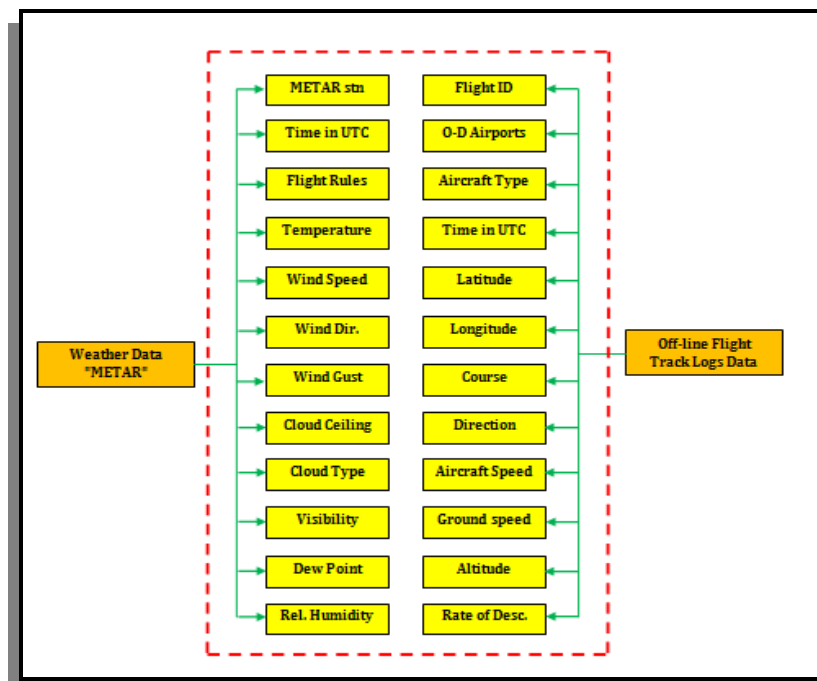 METAR stn
Time in UTC
Flight Rules
Temperature
Wind Speed
Wind Dir.
Wind Gust
Cloud Ceiling
Cloud Type
Visibility
Dew Point
Rel. Humidity
Flight ID
O-D Airports
Aircraft Type
Time in UTC
Latitude
Longitude
Course
Direction
Aircraft Speed
Ground speed
Altitude
Rate of Desc.
Weather Data
"METAR"
Off-line Flight
Track Logs Data